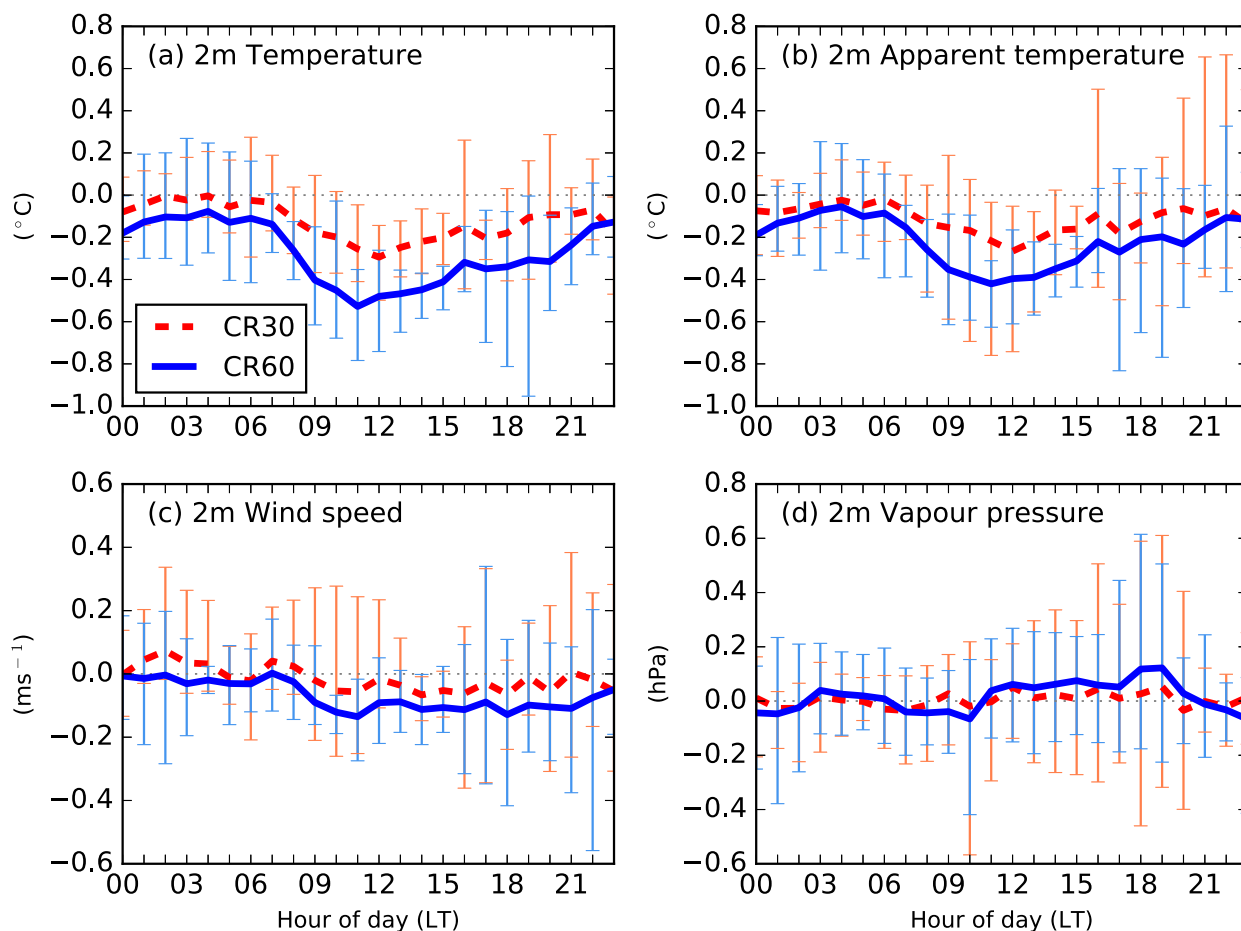 0.8
(a) 2m Temperature
0.6
0.4
0.2
0.0
−0.2
−0.4
−0.6
−0.8
−1.0
(°C)
CR30
CR60
00 03 06 09 12 15 18 21
0.8
(b) 2m Apparent temperature
0.6
0.4
0.2
0.0
−0.2
−0.4
−0.6
−0.8
−1.0
(°C)
00 03 06 09 12 15 18 21
0.6
(c) 2m Wind speed
0.4
0.2
0.0
−0.2
−0.4
−0.6
(ms⁻¹)
00 03 06 09 12 15 18 21
Hour of day (LT)
0.8
(d) 2m Vapour pressure
0.6
0.4
0.2
0.0
−0.2
−0.4
−0.6
(hPa)
00 03 06 09 12 15 18 21
Hour of day (LT)